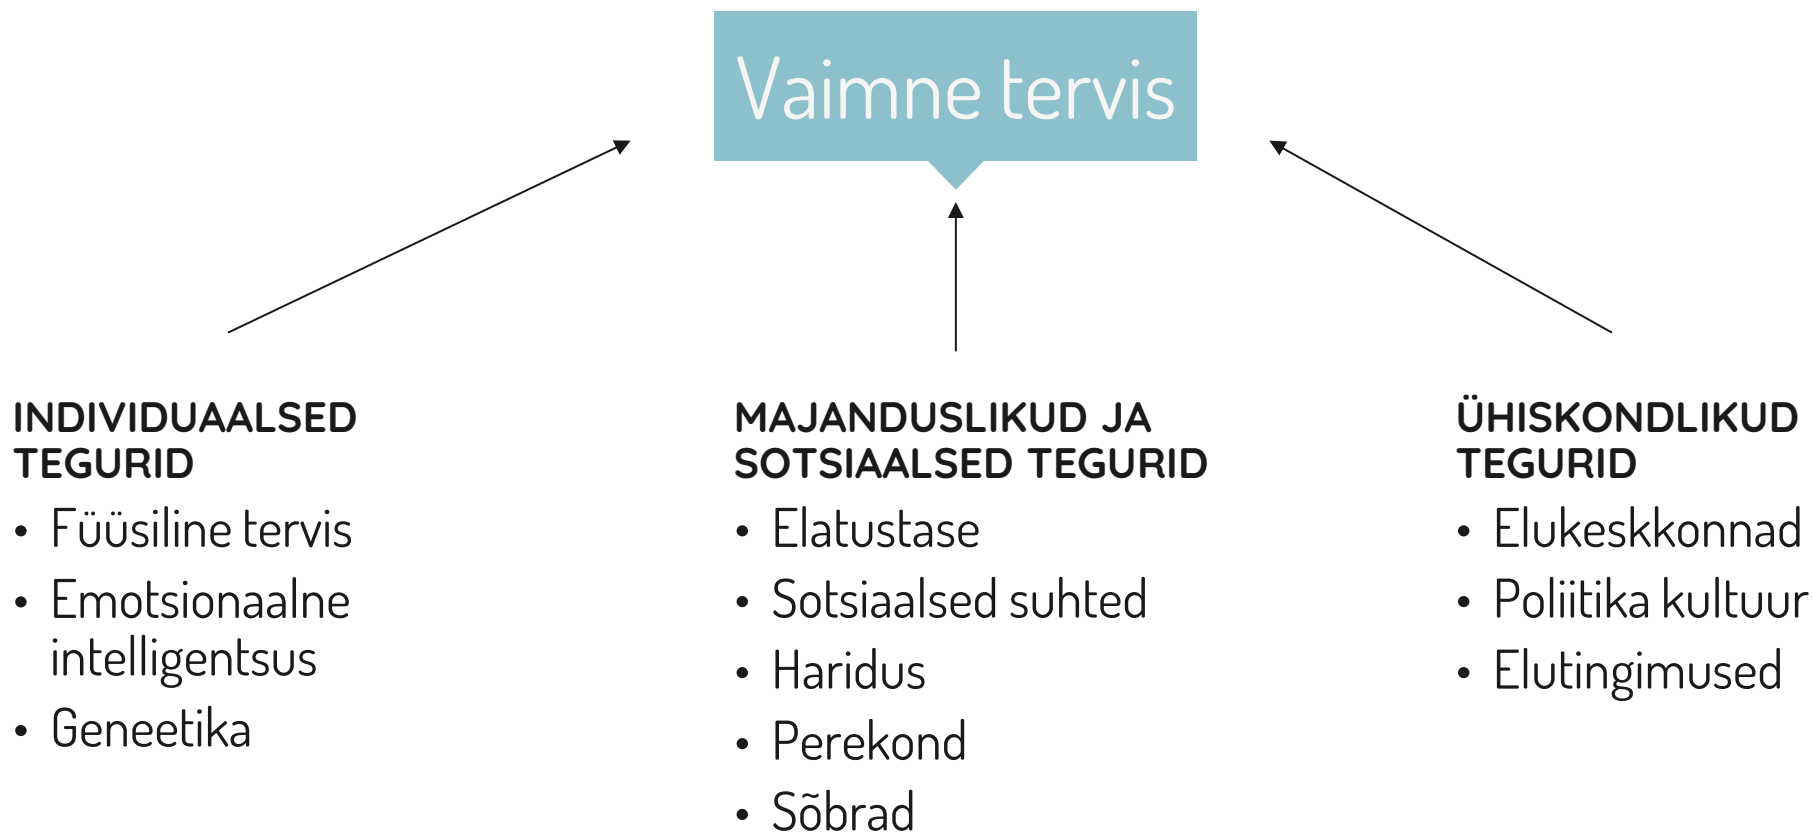 Vaimne tervis
INDIVIDUAALSED
TEGURID
• Füüsiline tervis
• Emotsionaalne
intelligentsus
• Geneetika
MAJANDUSLIKUD JA
SOTSIAALSED TEGURID
• Elatustase
• Sotsiaalsed suhted
• Haridus
• Perekond
• Sõbrad
ÜHISKONDLIKUD
TEGURID
• Elukeskkonnad
• Poliitika kultuur
• Elutingimused